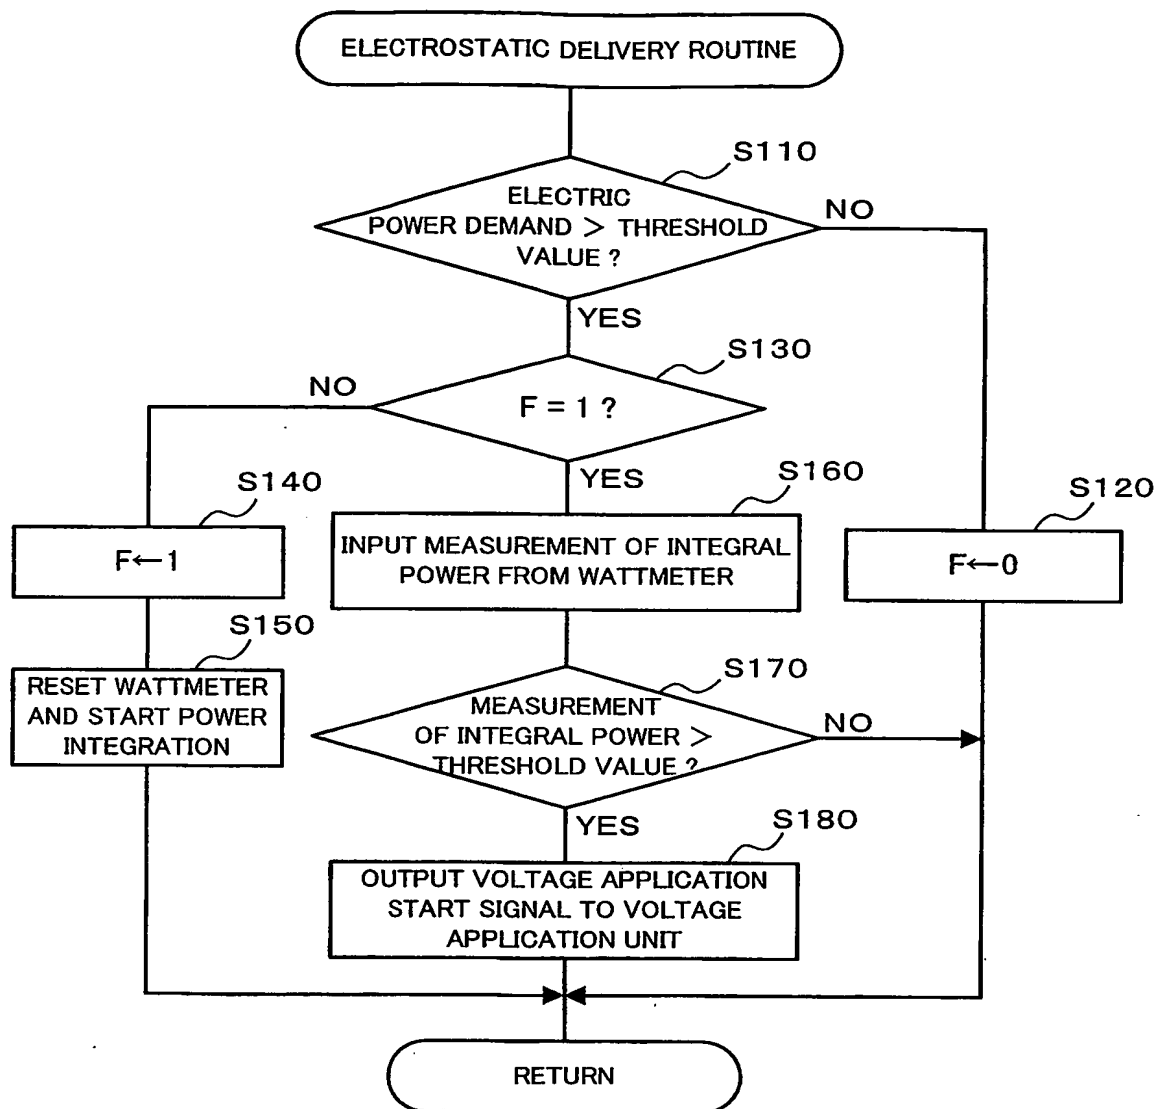 ELECTROSTATIC DELIVERY ROUTINE
S110
ELECTRIC
POWER DEMAND > THRESHOLD
VALUE ?
NO
YES
S130
NO
F = 1 ?
YES
S160
S140
S120
F←1
INPUT MEASUREMENT OF INTEGRAL
POWER FROM WATTMETER
F←0
S150
RESET WATTMETER
AND START POWER
INTEGRATION
S170
MEASUREMENT
OF INTEGRAL POWER >
THRESHOLD VALUE ?
NO
YES
S180
OUTPUT VOLTAGE APPLICATION
START SIGNAL TO VOLTAGE
APPLICATION UNIT
RETURN